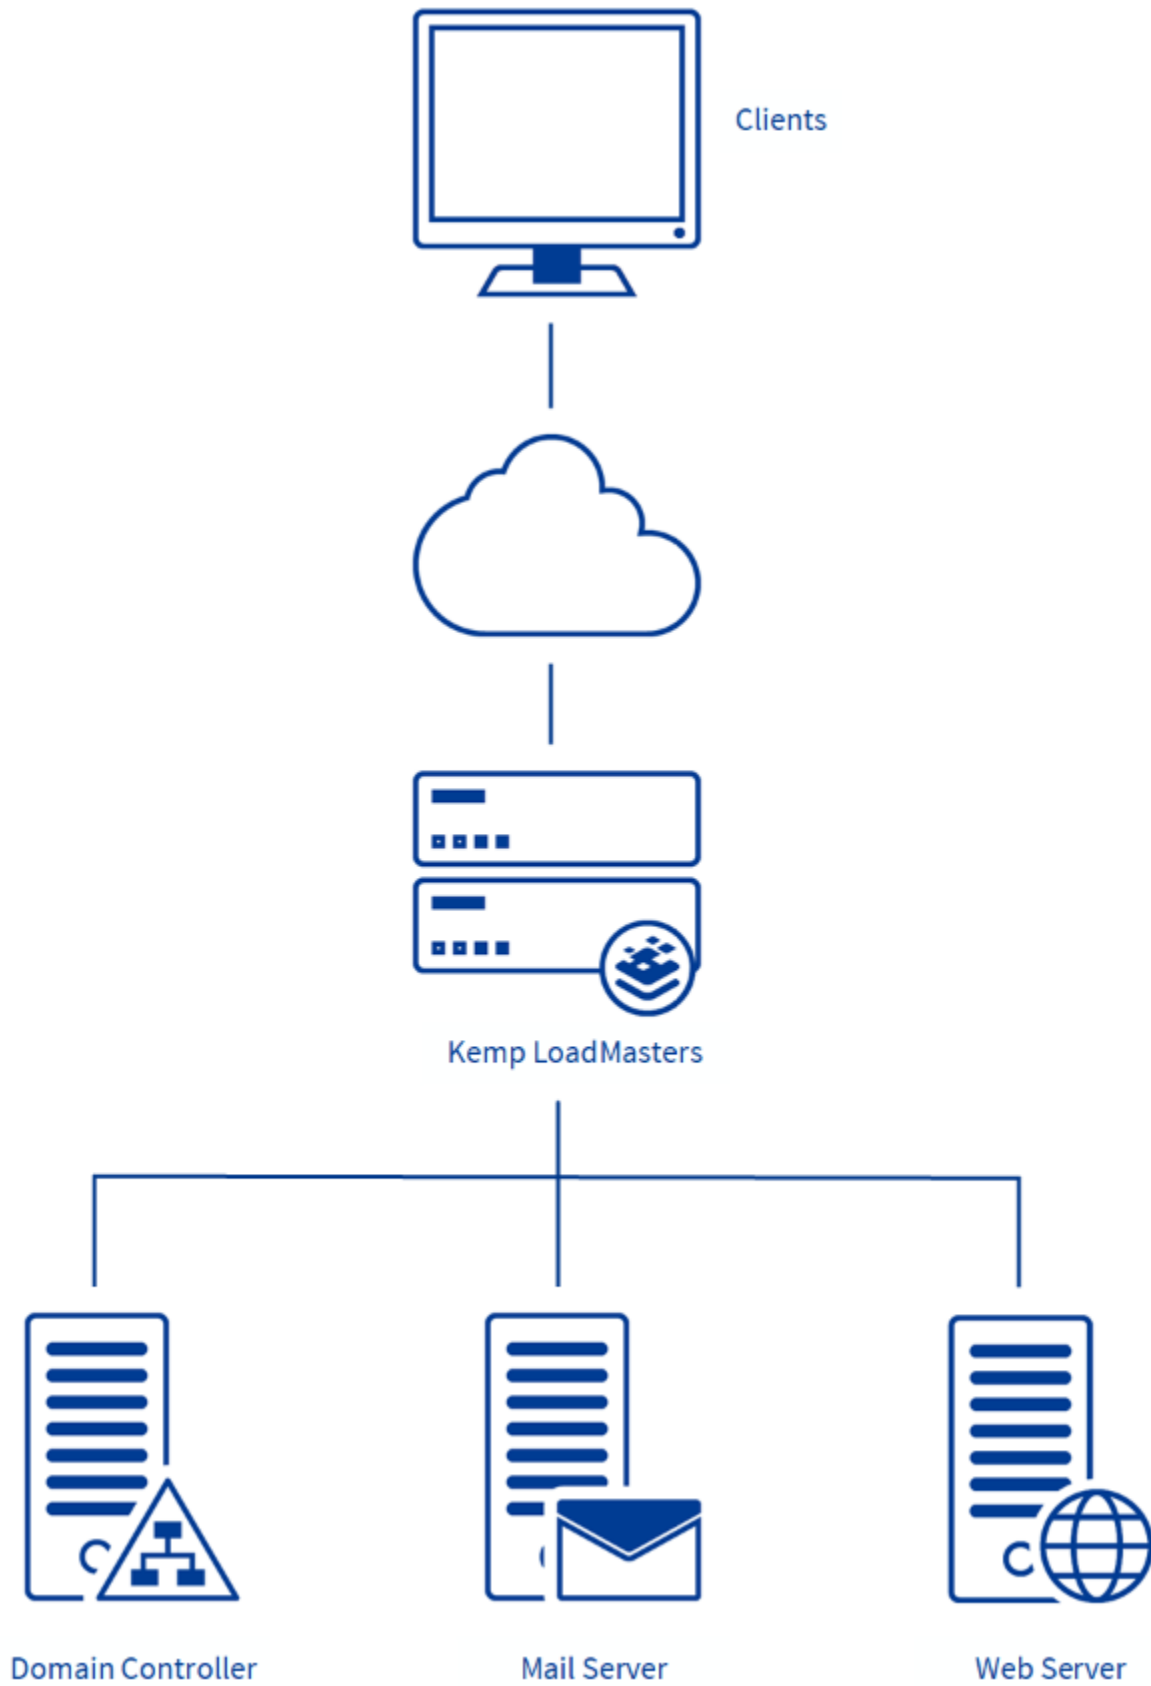 Clients
Kemp LoadMasters
Domain Controller
Mail Server
Web Server